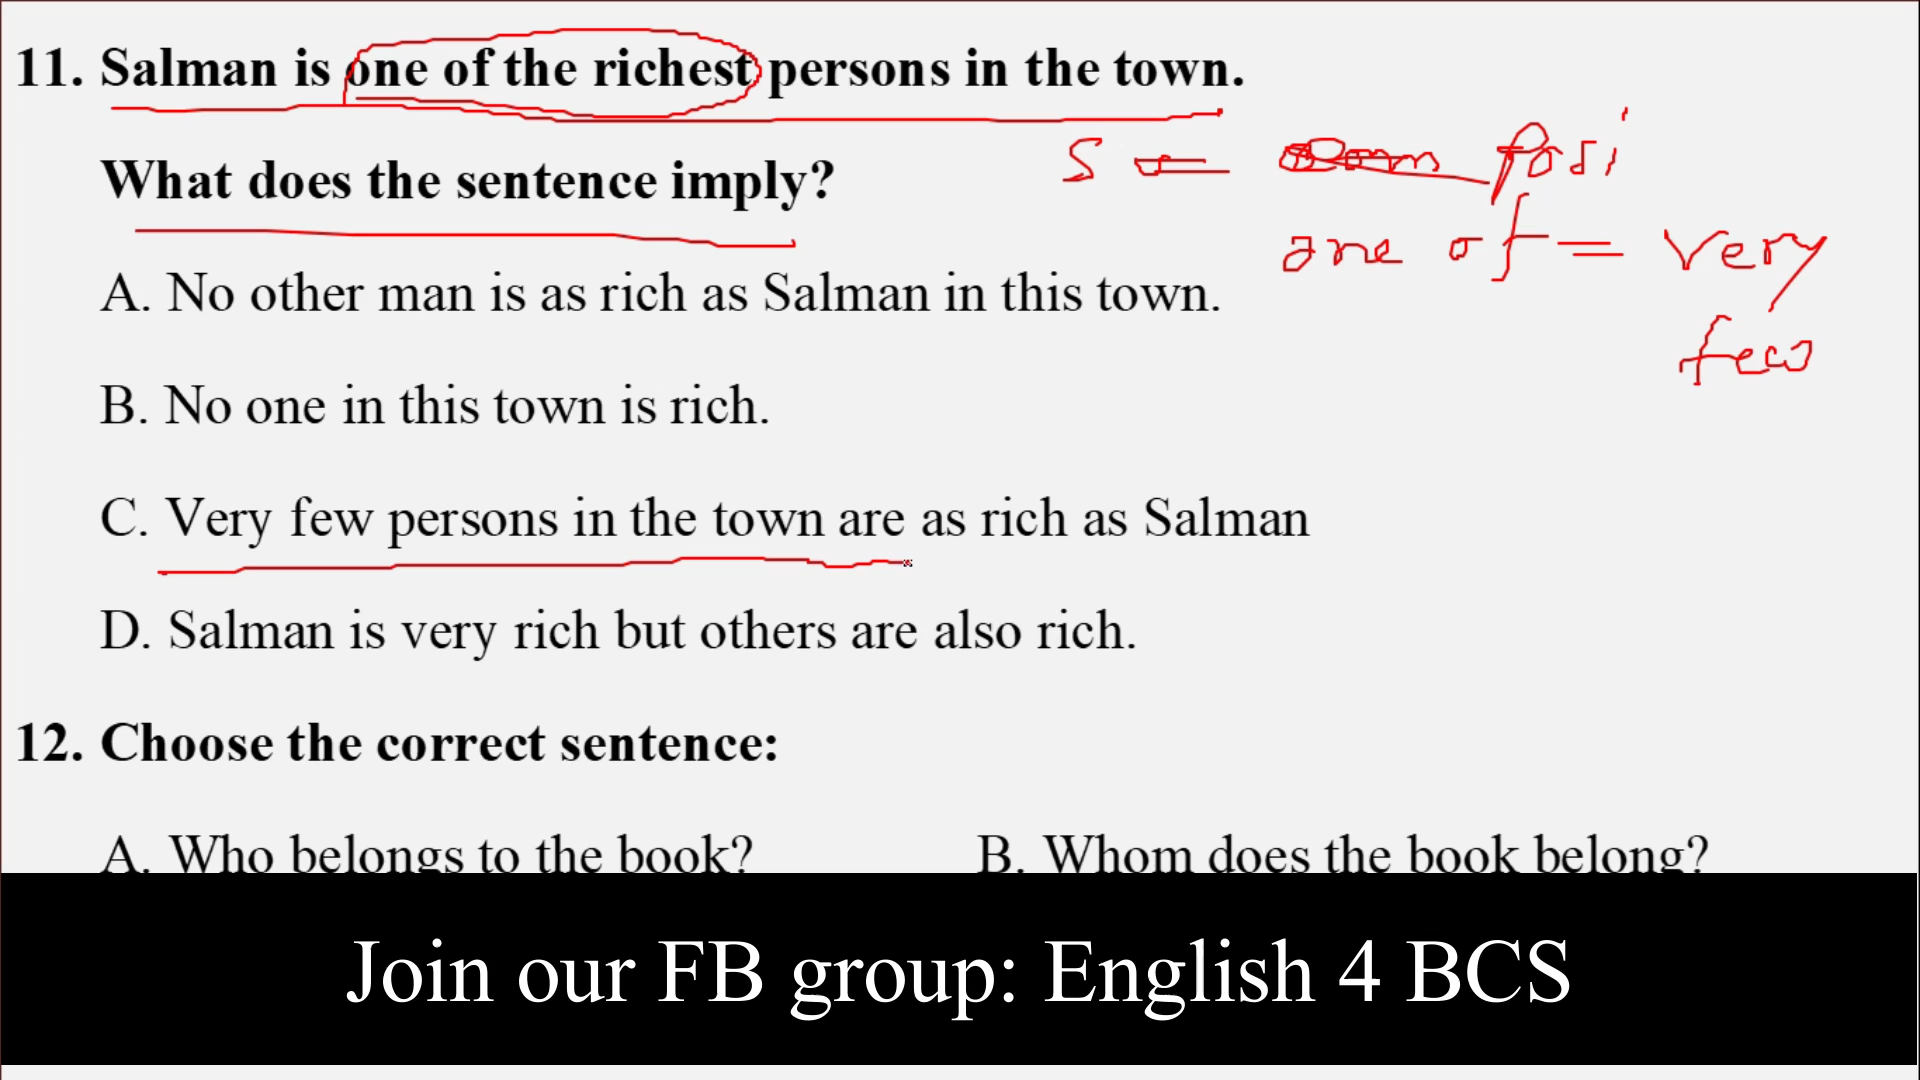 11. Salman is one of the richest persons in the town.
What does the sentence imply?
S = posi
one of = very
few
A. No other man is as rich as Salman in this town.
B. No one in this town is rich.
C. Very few persons in the town are as rich as Salman
D. Salman is very rich but others are also rich.
12. Choose the correct sentence:
A. Who belongs to the book? B. Whom does the book belong?
Join our FB group: English 4 BCS